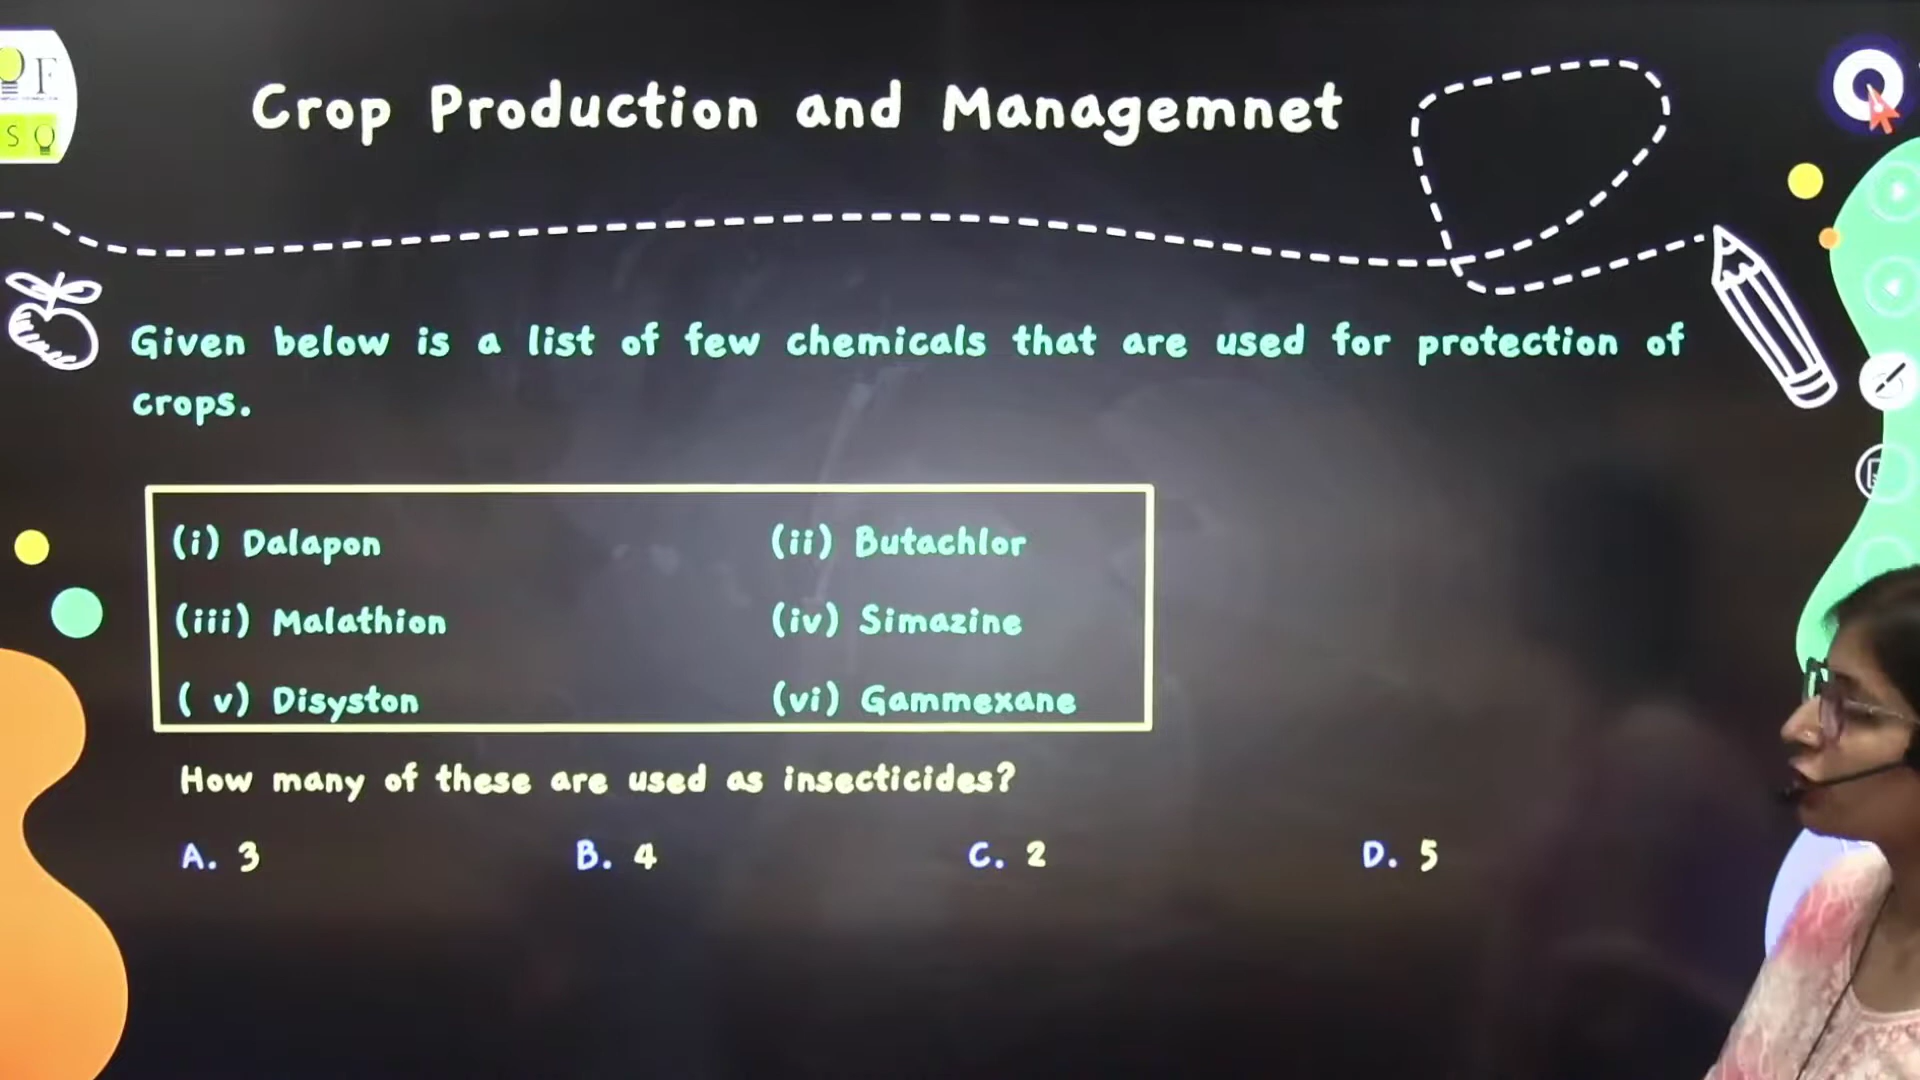 F
S O
Crop Production and Managemnet
Given below is a list of few chemicals that are used for protection of
crops.
(i) Dalapon (ii) Butachlor
(iii) Malathion (iv) Simazine
( v) Disyston (vi) Gammexane
How many of these are used as insecticides?
A. 3 B. 4 C. 2 D. 5